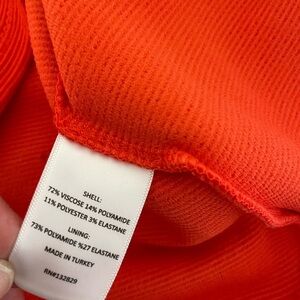 SHELL:
72% VISCOSE 14% POLYAMIDE
11% POLYESTER 3% ELASTANE
LINING:
73% POLYAMIDE %27 ELASTANE
MADE IN TURKEY
RN#132829